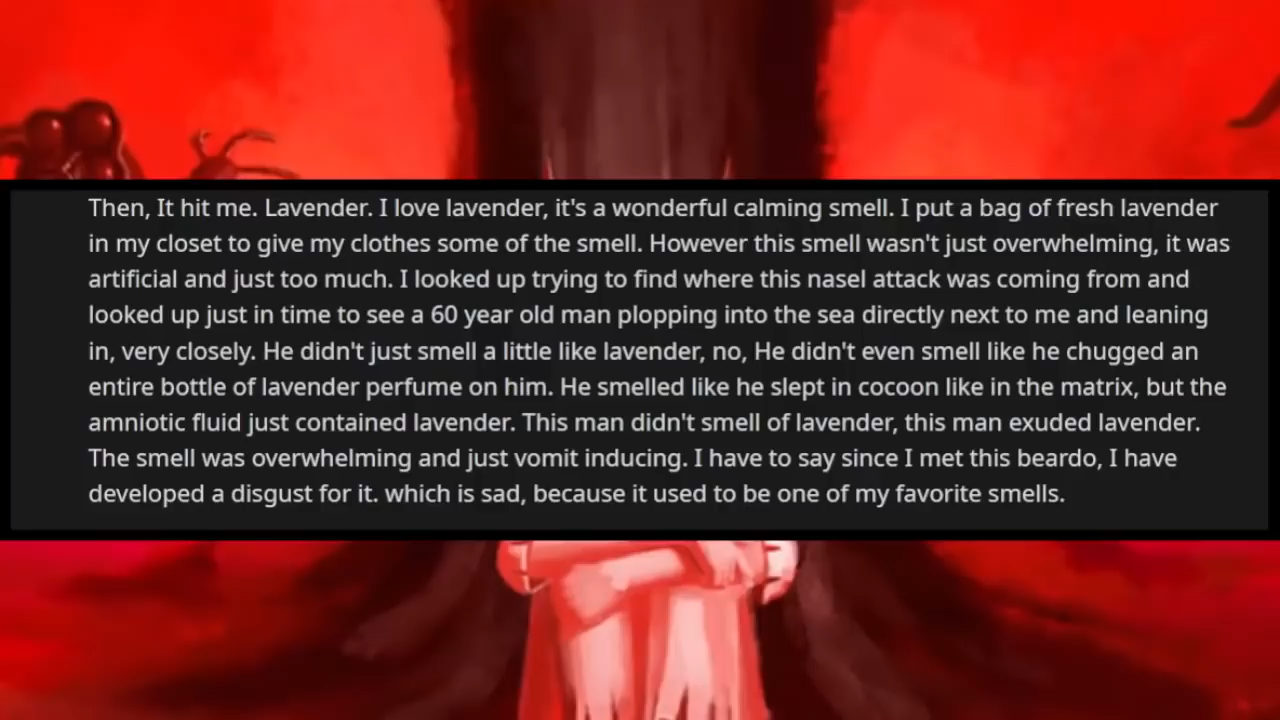 Then, It hit me. Lavender. I love lavender, it's a wonderful calming smell. I put a bag of fresh lavender
in my closet to give my clothes some of the smell. However this smell wasn't just overwhelming, it was
artificial and just too much. I looked up trying to find where this nasel attack was coming from and
looked up just in time to see a 60 year old man plopping into the sea directly next to me and leaning
in, very closely. He didn't just smell a little like lavender, no, He didn't even smell like he chugged an
entire bottle of lavender perfume on him. He smelled like he slept in cocoon like in the matrix, but the
amniotic fluid just contained lavender. This man didn't smell of lavender, this man exuded lavender.
The smell was overwhelming and just vomit inducing. I have to say since I met this beardo, I have
developed a disgust for it. which is sad, because it used to be one of my favorite smells.